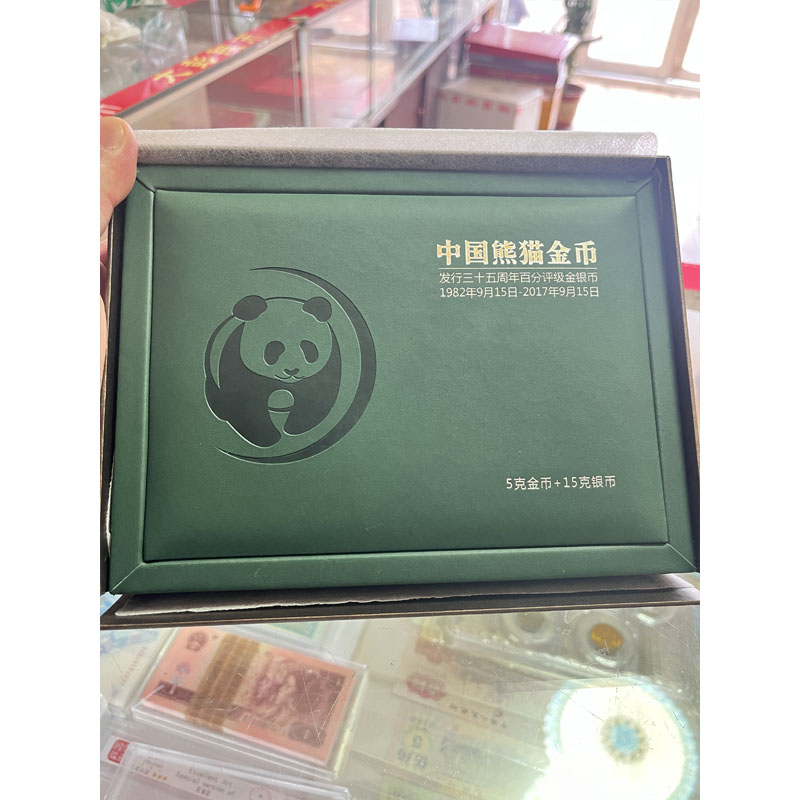 中国熊猫金币
发行三十五周年百分评级金银币
1982年9月15日-2017年9月15日
5克金币+15克银币